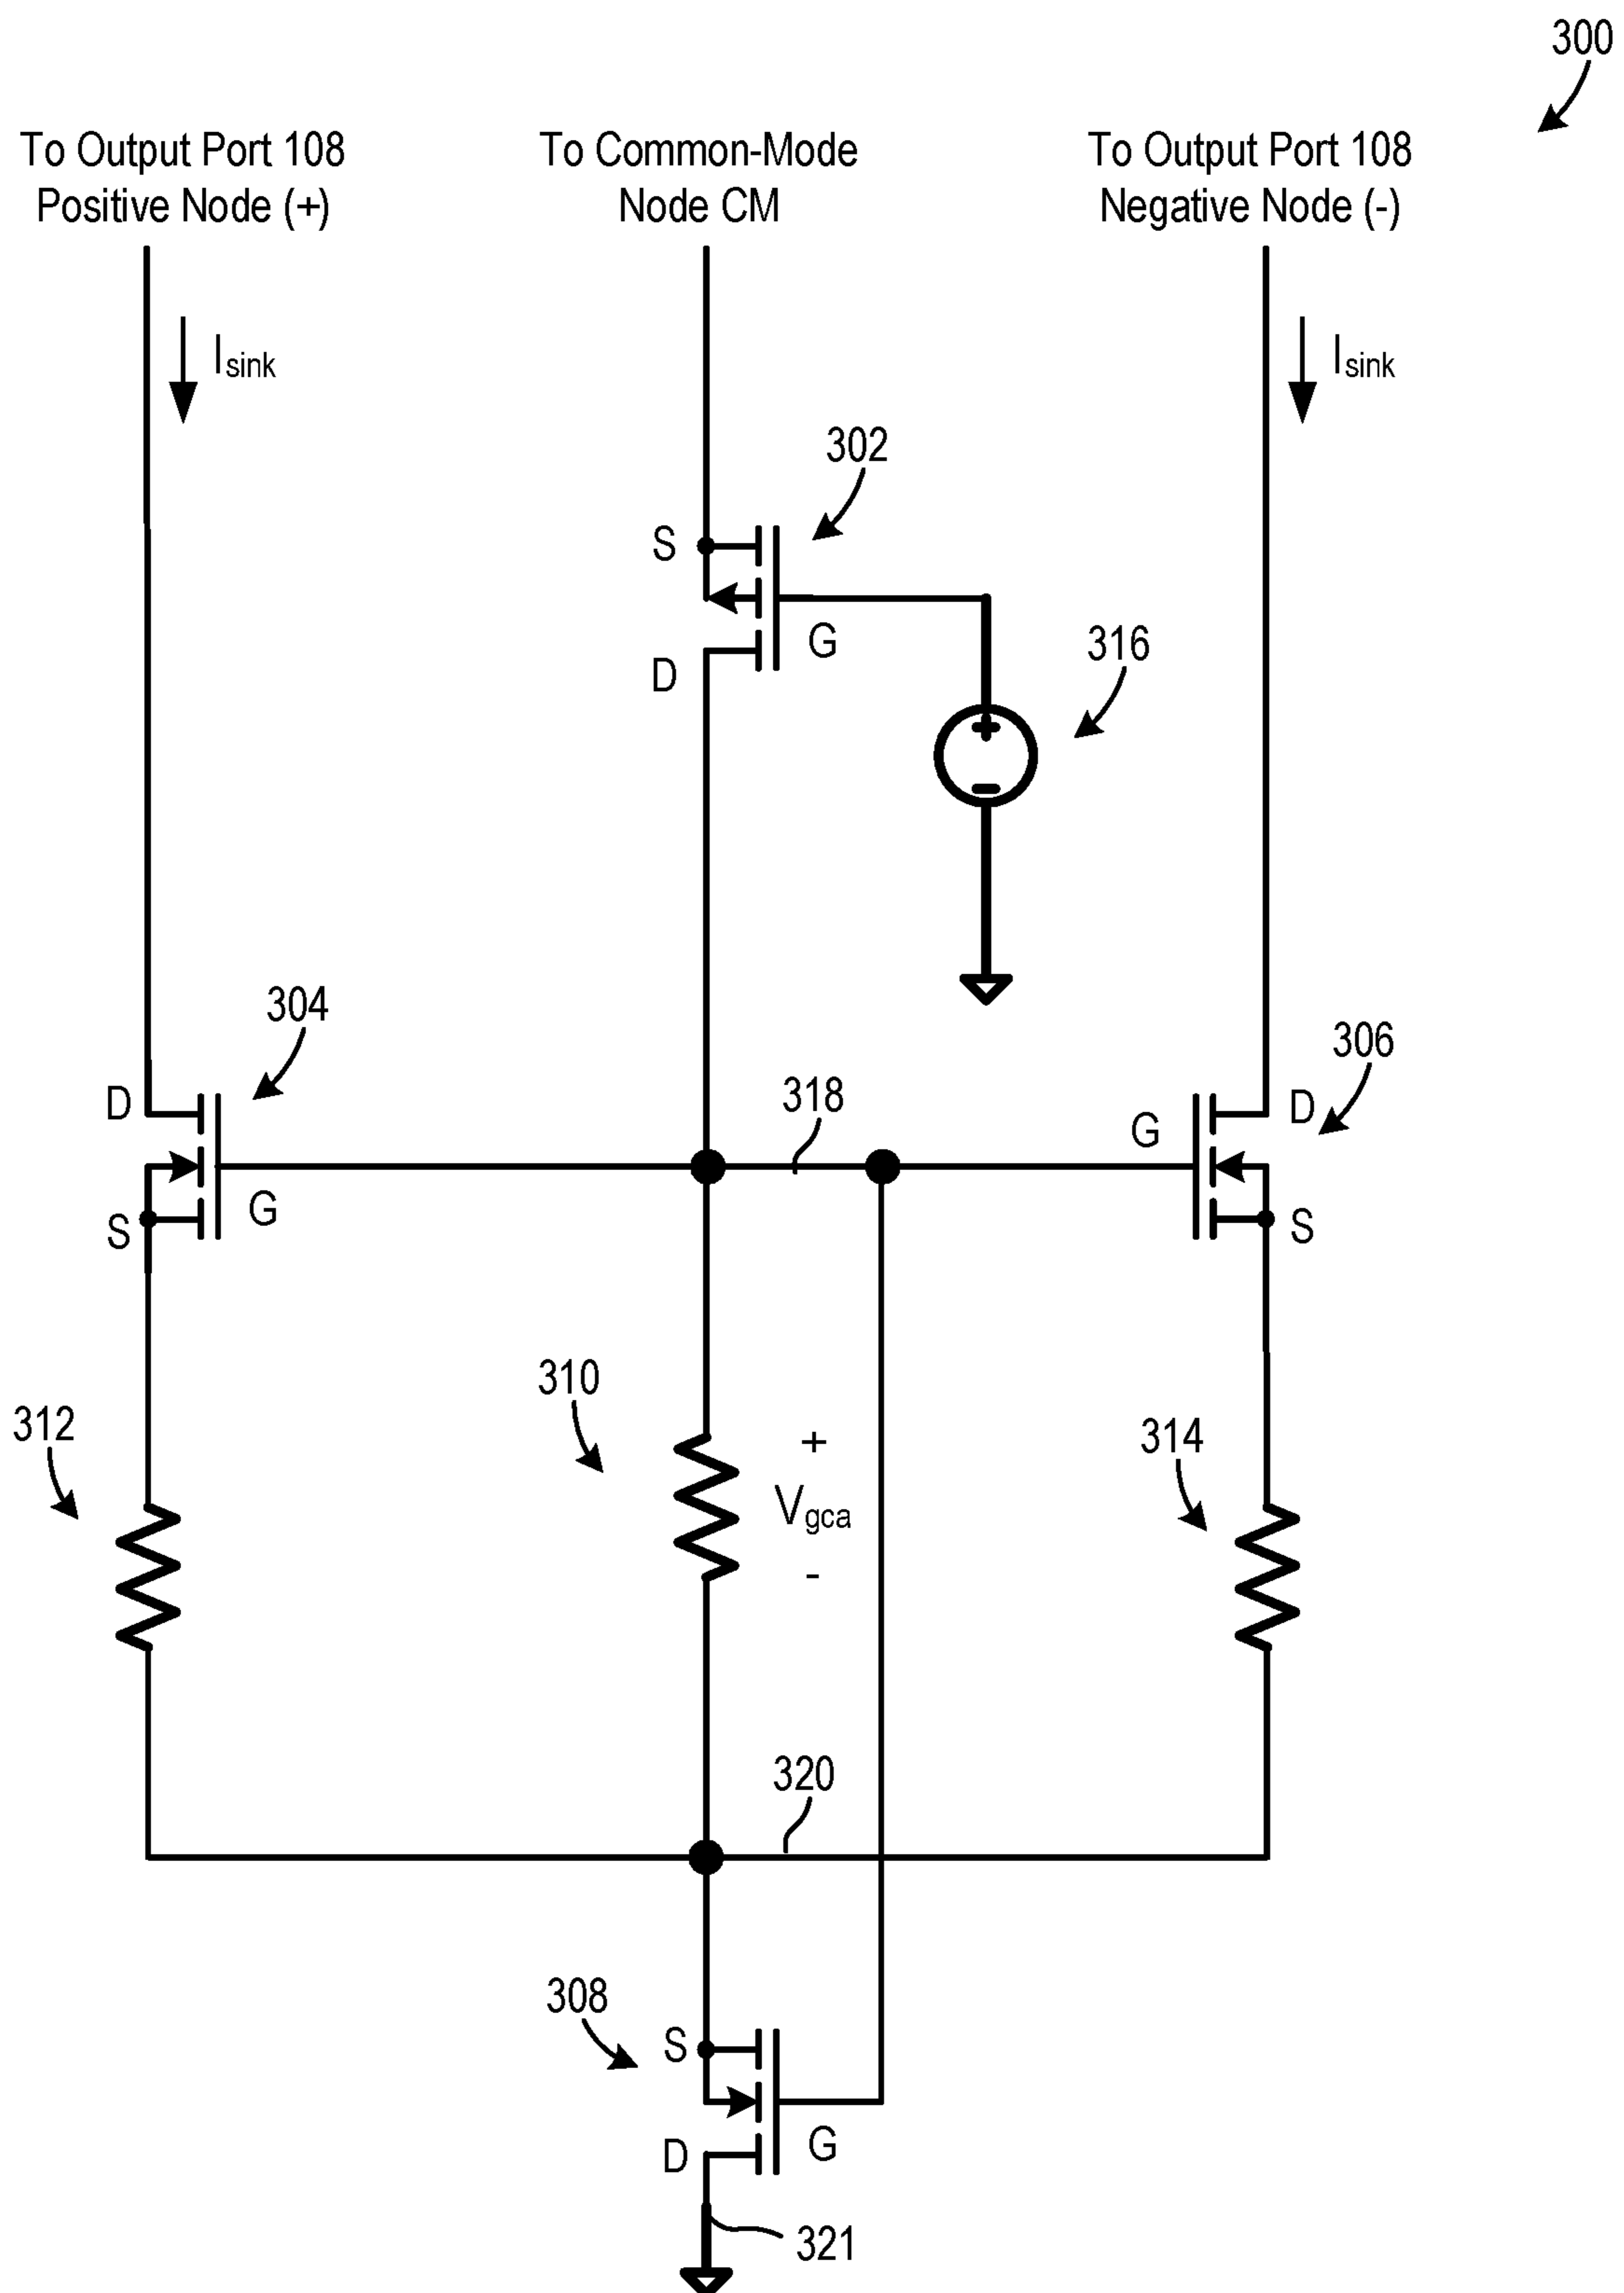 300
To Output Port 108
Positive Node (+)
To Common-Mode
Node CM
To Output Port 108
Negative Node (-)
Isink
Isink
302
S
G
D
316
+
-
304
306
D
S
G
318
G
D
S
310
312
314
+
Vgca
-
320
308
S
D
G
321